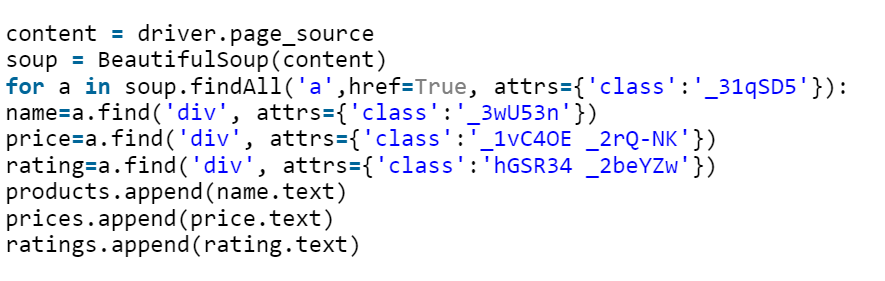 content = driver.page_source
soup = BeautifulSoup(content)
for a in soup.findAll('a',href=True, attrs={'class':'_31qSD5'}):
name=a.find('div', attrs={'class':'_3wU53n'})
price=a.find('div', attrs={'class':'_1vC4OE _2rQ-NK'})
rating=a.find('div', attrs={'class':'hGSR34 _2beYZw'})
products.append(name.text)
prices.append(price.text)
ratings.append(rating.text)